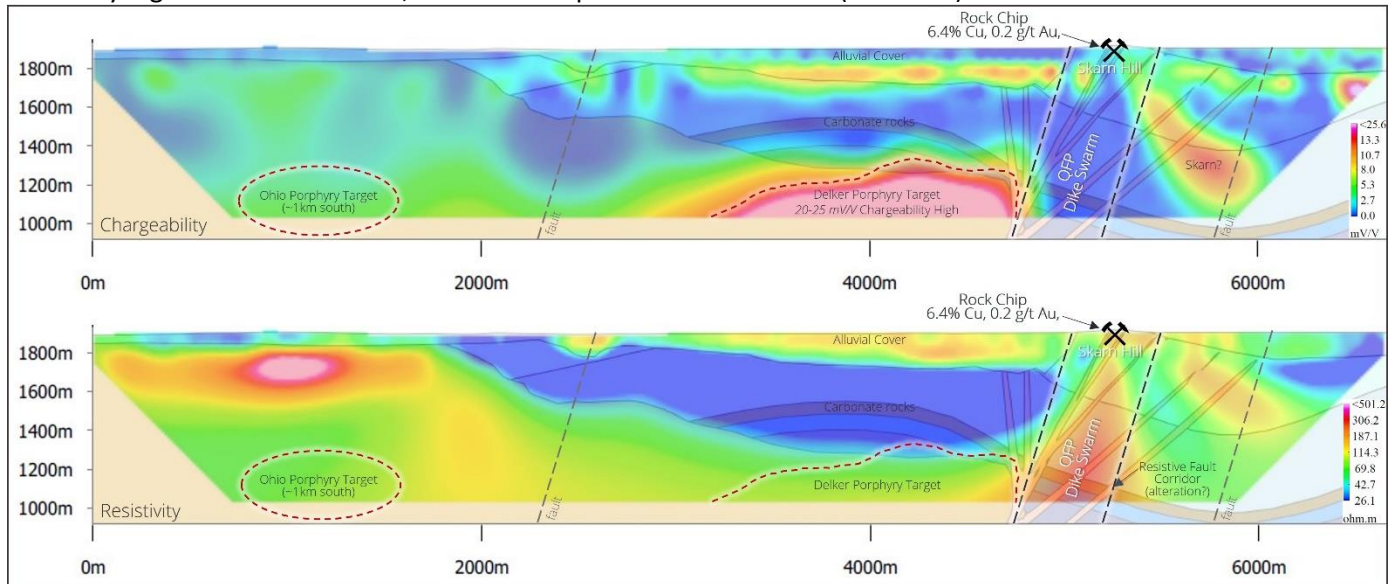 Rock Chip
6.4% Cu, 0.2 g/t Au,
Alluvial Cover
Skarn Hill
1800m
1600m
1400m
1200m
1000m
Carbonate rocks
QFP
Dike Swarm
Skarn?
Ohio Porphyry Target
(~1km south)
Delker Porphyry Target
20-25 mV/V Chargeability High
fault
fault
Chargeability
<25.6
13.3
10.7
8.0
5.3
2.7
0.0
mV/V
0m
2000m
4000m
6000m
Rock Chip
6.4% Cu, 0.2 g/t Au,
Alluvial Cover
Skarn Hill
1800m
1600m
1400m
1200m
1000m
Carbonate rocks
QFP
Dike Swarm
Ohio Porphyry Target
(~1km south)
Delker Porphyry Target
Resistive Fault
Corridor
(alteration?)
fault
fault
Resistivity
<501.2
306.2
187.1
114.3
69.8
42.7
26.1
ohm.m
0m
2000m
4000m
6000m